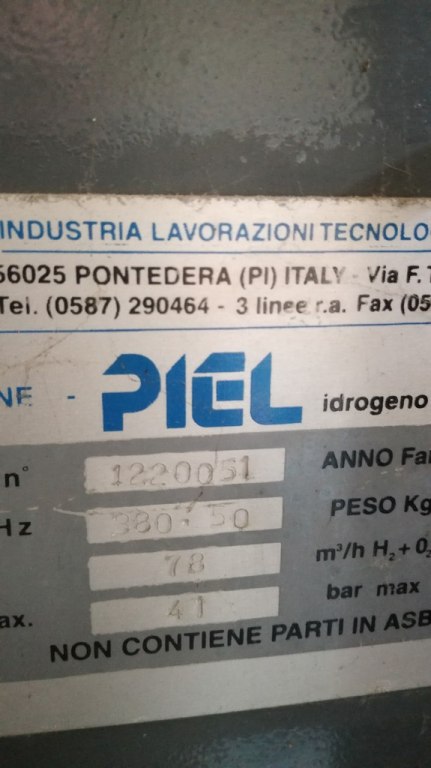 INDUSTRIA LAVORAZIONI TECNOLO
56025 PONTEDERA (PI) ITALY - Via F. T
Tel. (0587) 290464 - 3 linee r.a. Fax (05
NE - PIEL idrogeno
n° 1220051 ANNO Fa
Hz 380·50 PESO Kg
78 m³/h H₂+0
ax. 41 bar max
NON CONTIENE PARTI IN ASB